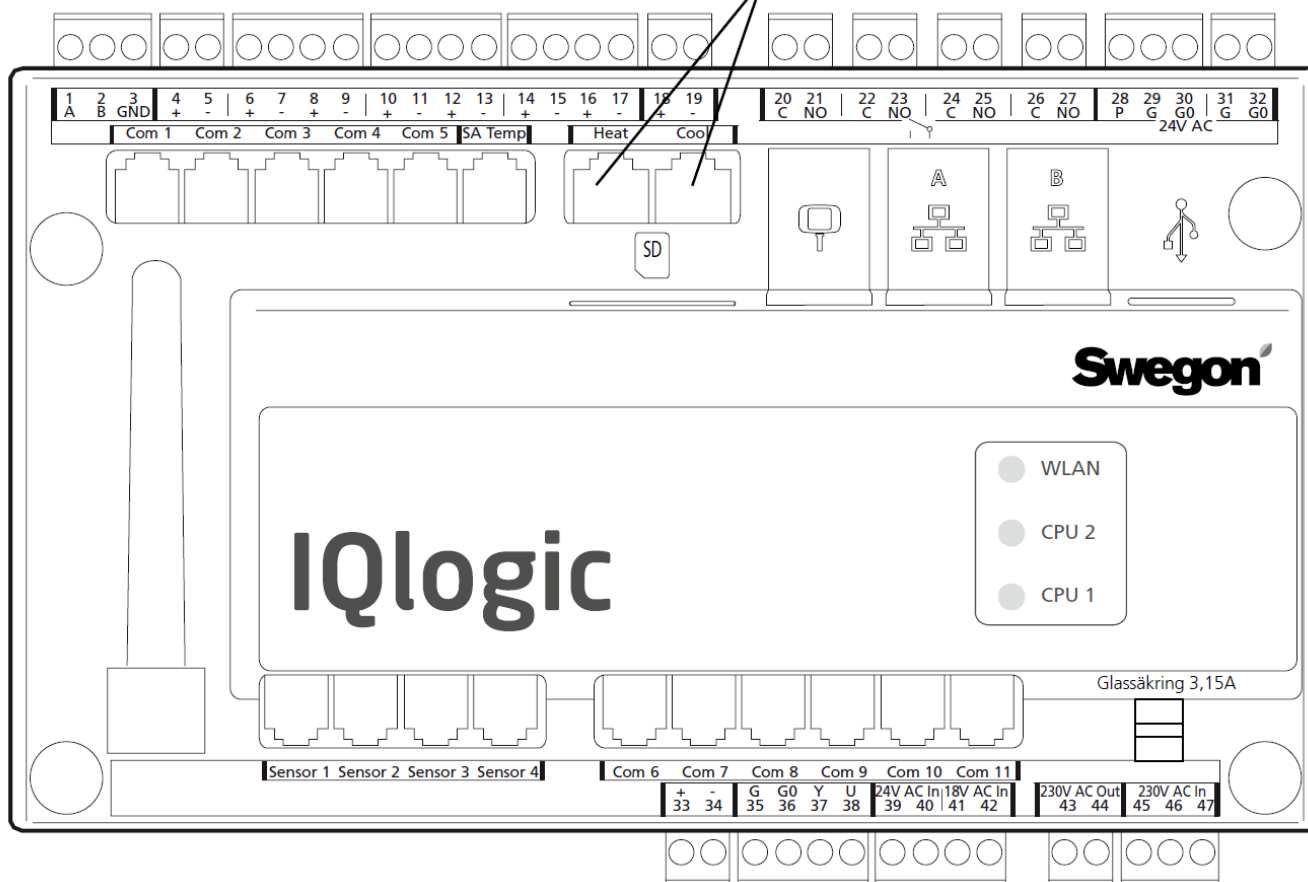 1 2 3 4 5 6 7 8 9 10 11 12 13 14 15 16 17 18 19 20 21 22 23 24 25 26 27 28 29 30 31 32
A B GND + - + - + - + - + - + - + - + - C NO C NO C NO C NO P G G0 G G0
Com 1 Com 2 Com 3 Com 4 Com 5 SA Temp Heat Cool 24V AC
A B
SD
Swegon
WLAN
CPU 2
IQlogic
CPU 1
Glassäkring 3,15A
Sensor 1 Sensor 2 Sensor 3 Sensor 4 Com 6 Com 7 Com 8 Com 9 Com 10 Com 11
+ - G G0 Y U 24V AC In 18V AC In 230V AC Out 230V AC In
33 34 35 36 37 38 39 40 41 42 43 44 45 46 47